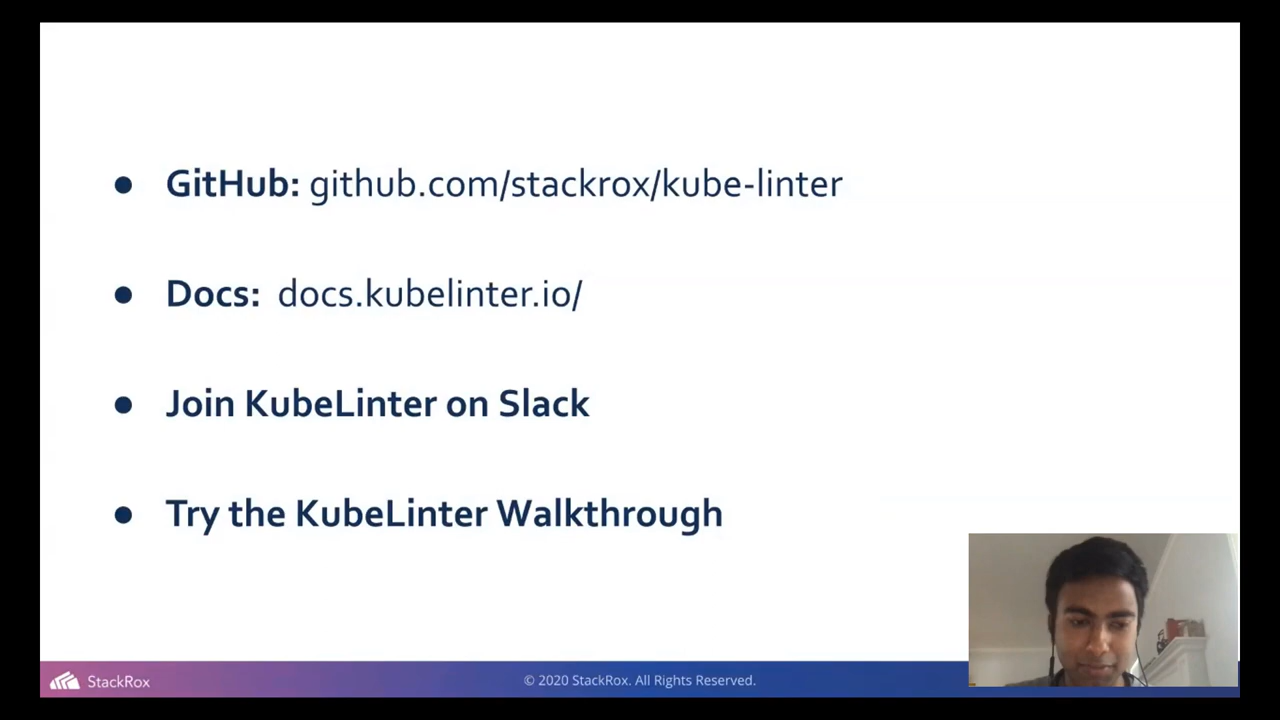 ● GitHub: github.com/stackrox/kube-linter
● Docs: docs.kubelinter.io/
● Join KubeLinter on Slack
● Try the KubeLinter Walkthrough
StackRox
© 2020 StackRox. All Rights Reserved.